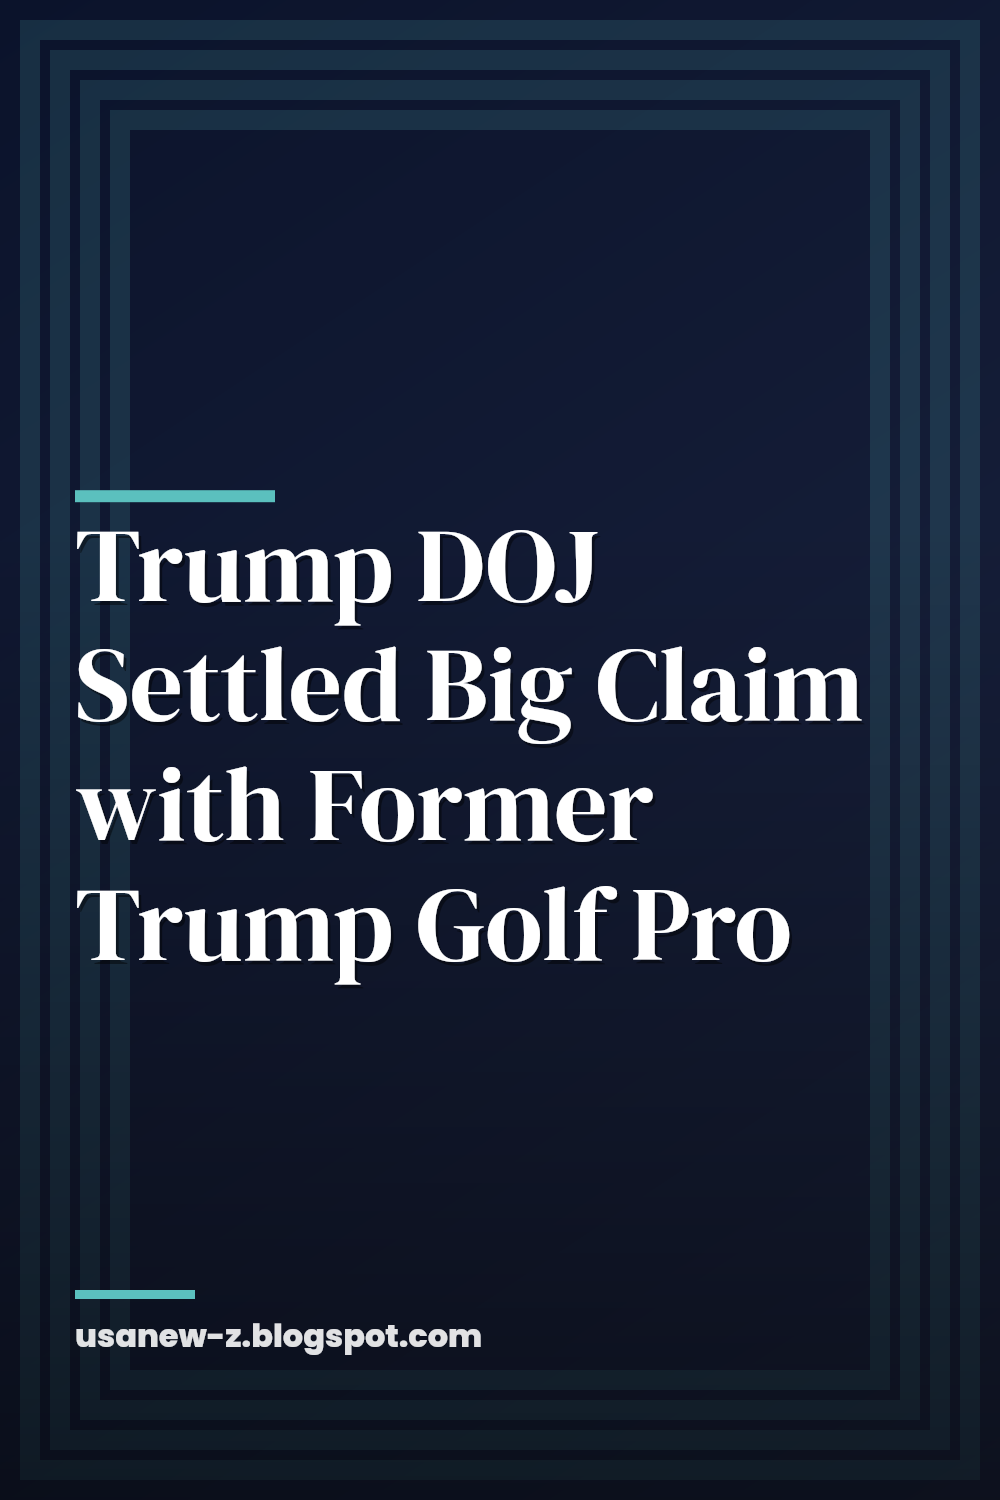 Trump DOJ
Settled Big Claim
with Former
Trump Golf Pro
usanew-z.blogspot.com